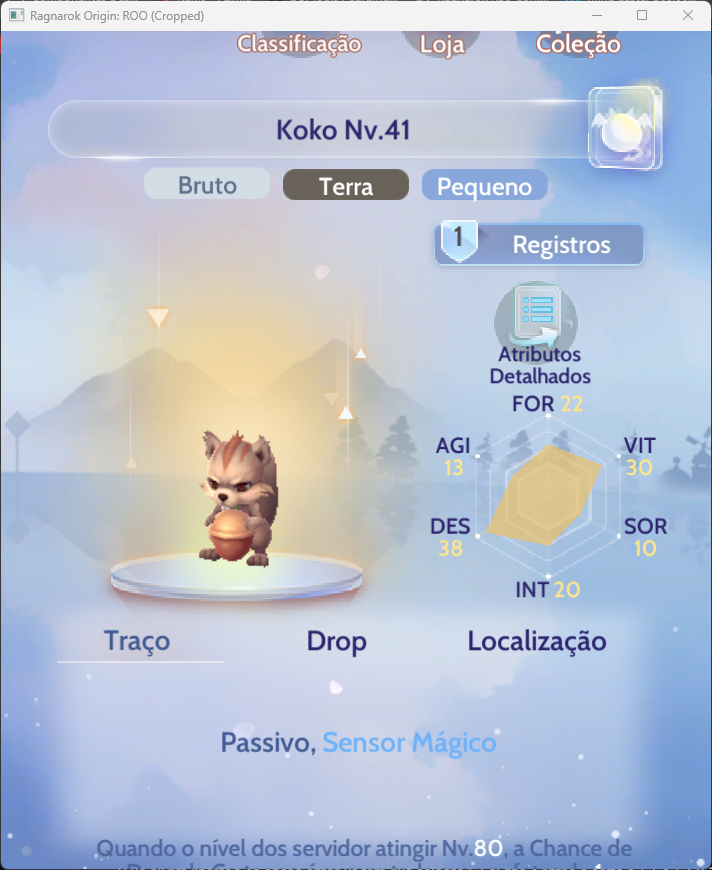 Ragnarok Origin: ROO (Cropped)
Classificação Loja Coleção
Koko Nv.41
Bruto Terra Pequeno
1 Registros
Atributos
Detalhados
FOR 22
AGI VIT
13 30
DES SOR
38 10
INT 20
Traço Drop Localização
Passivo, Sensor Mágico
Quando o nível dos servidor atingir Nv.80, a Chance de